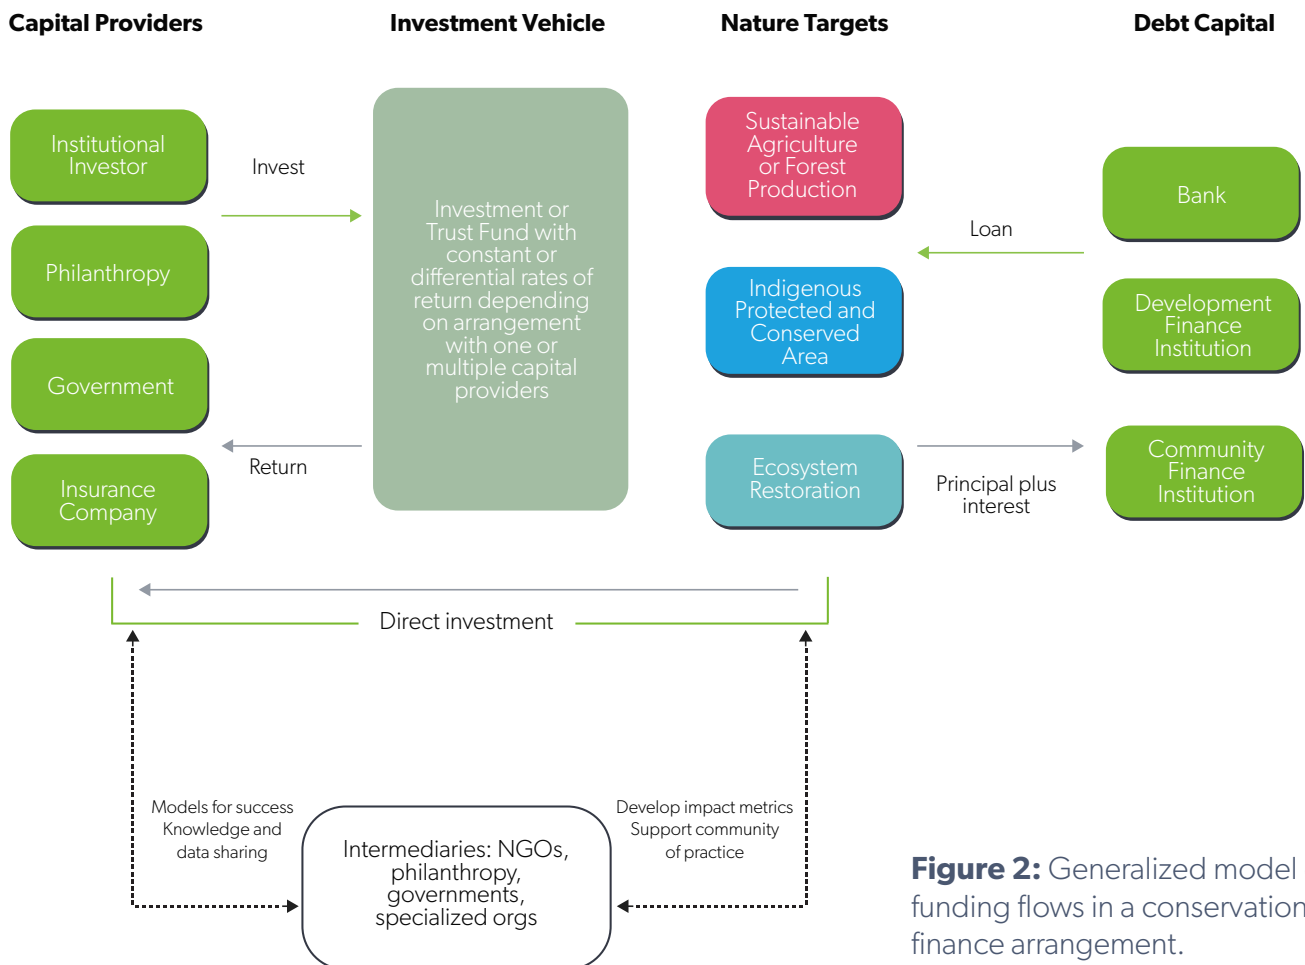 Capital Providers
Investment Vehicle
Nature Targets
Debt Capital
Institutional
Investor
Philanthropy
Government
Insurance
Company
Invest
Return
Investment or
Trust Fund with
constant or
differential rates of
return depending
on arrangement
with one or
multiple capital
providers
Sustainable
Agriculture
or Forest
Production
Indigenous
Protected and
Conserved
Area
Ecosystem
Restoration
Loan
Principal plus
interest
Bank
Development
Finance
Institution
Community
Finance
Institution
Direct investment
Models for success
Knowledge and
data sharing
Intermediaries: NGOs,
philanthropy,
governments,
specialized orgs
Develop impact metrics
Support community
of practice
Figure 2: Generalized model
funding flows in a conservation
finance arrangement.